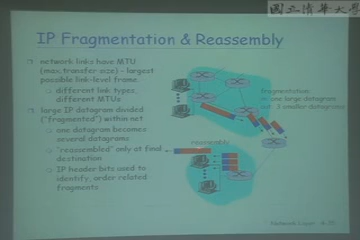 國立清華大學
IP Fragmentation & Reassembly
network links have MTU
(max.transfer size) - largest
possible link-level frame.
different link types,
different MTUs
large IP datagram divided
("fragmented") within net
one datagram becomes
several datagrams
"reassembled" only at final
destination
IP header bits used to
identify, order related
fragments
fragmentation:
in: one large datagram
out: 3 smaller datagrams
reassembly
Network Layer